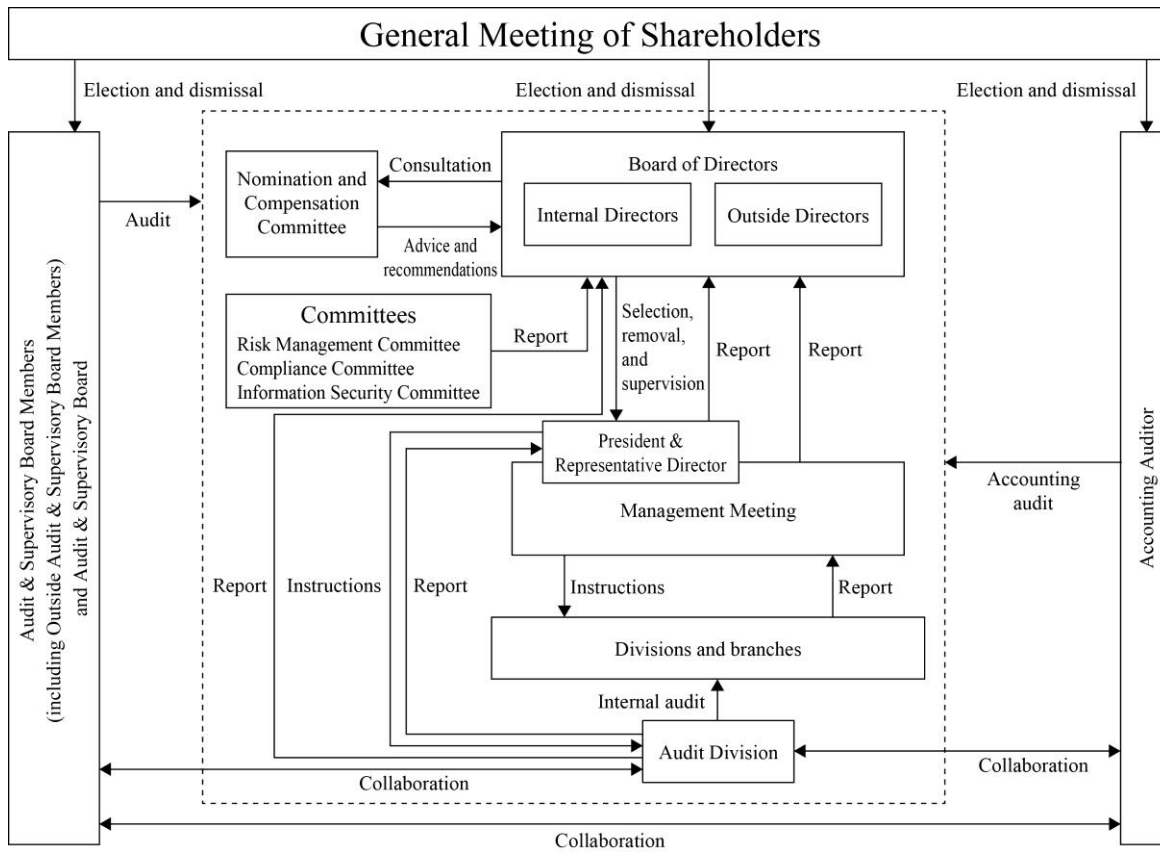 General Meeting of Shareholders
Election and dismissal
Election and dismissal
Election and dismissal
Audit & Supervisory Board Members
(including Outside Audit & Supervisory Board Members)
and Audit & Supervisory Board
Audit
Nomination and
Compensation
Committee
Consultation
Advice and
recommendations
Board of Directors
Internal Directors
Outside Directors
Committees
Risk Management Committee
Compliance Committee
Information Security Committee
Report
Selection,
removal,
and
supervision
Report
Report
President &
Representative Director
Management Meeting
Accounting
audit
Accounting Auditor
Report
Instructions
Report
Instructions
Report
Divisions and branches
Internal audit
Audit Division
Collaboration
Collaboration
Collaboration